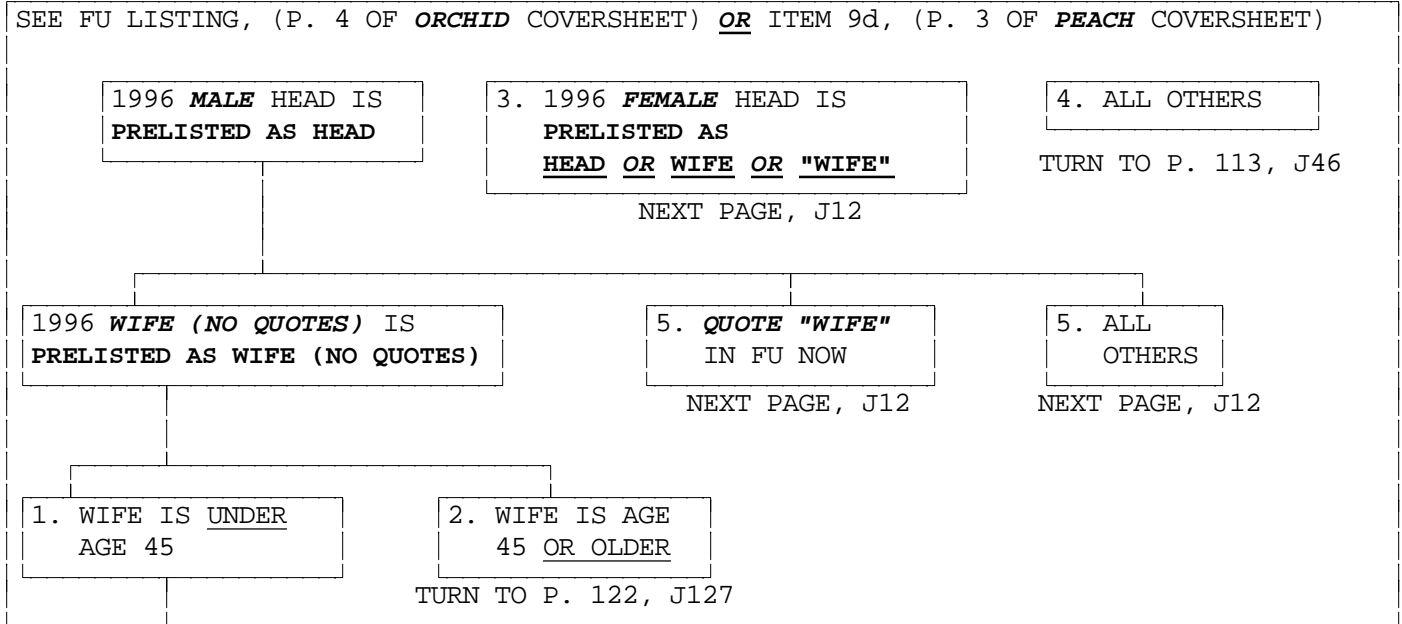 SEE FU LISTING, (P. 4 OF ORCHID COVERSHEET) OR ITEM 9d, (P. 3 OF PEACH COVERSHEET)
1996 MALE HEAD IS
PRELISTED AS HEAD
3. 1996 FEMALE HEAD IS
PRELISTED AS
HEAD OR WIFE OR "WIFE"
NEXT PAGE, J12
4. ALL OTHERS
TURN TO P. 113, J46
1996 WIFE (NO QUOTES) IS
PRELISTED AS WIFE (NO QUOTES)
5. QUOTE "WIFE"
IN FU NOW
NEXT PAGE, J12
5. ALL
OTHERS
NEXT PAGE, J12
1. WIFE IS UNDER
AGE 45
2. WIFE IS AGE
45 OR OLDER
TURN TO P. 122, J127